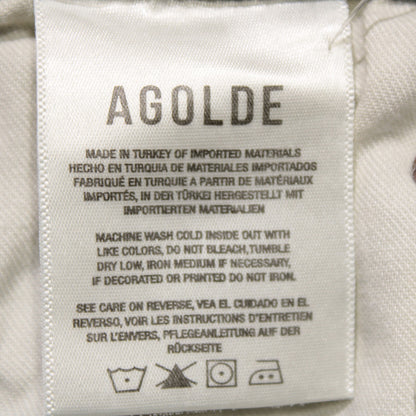 AGOLDE
MADE IN TURKEY OF IMPORTED MATERIALS
HECHO EN TURQUIA DE MATERIALES IMPORTADOS
FABRIQUÉ EN TURQUIE A PARTIR DE MATÉRIAUX
IMPORTÉS, IN DER TÜRKEI HERGESTELLT MIT
IMPORTIERTEN MATERIALIEN
MACHINE WASH COLD INSIDE OUT WITH
LIKE COLORS, DO NOT BLEACH, TUMBLE
DRY LOW, IRON MEDIUM IF NECESSARY,
IF DECORATED OR PRINTED DO NOT IRON.
SEE CARE ON REVERSE, VEA EL CUIDADO EN EL
REVERSO, VOIR LES INSTRUCTIONS D'ENTRETIEN
SUR L'ENVERS, PFLEGEANLEITUNG AUF DER
RÜCKSEITE